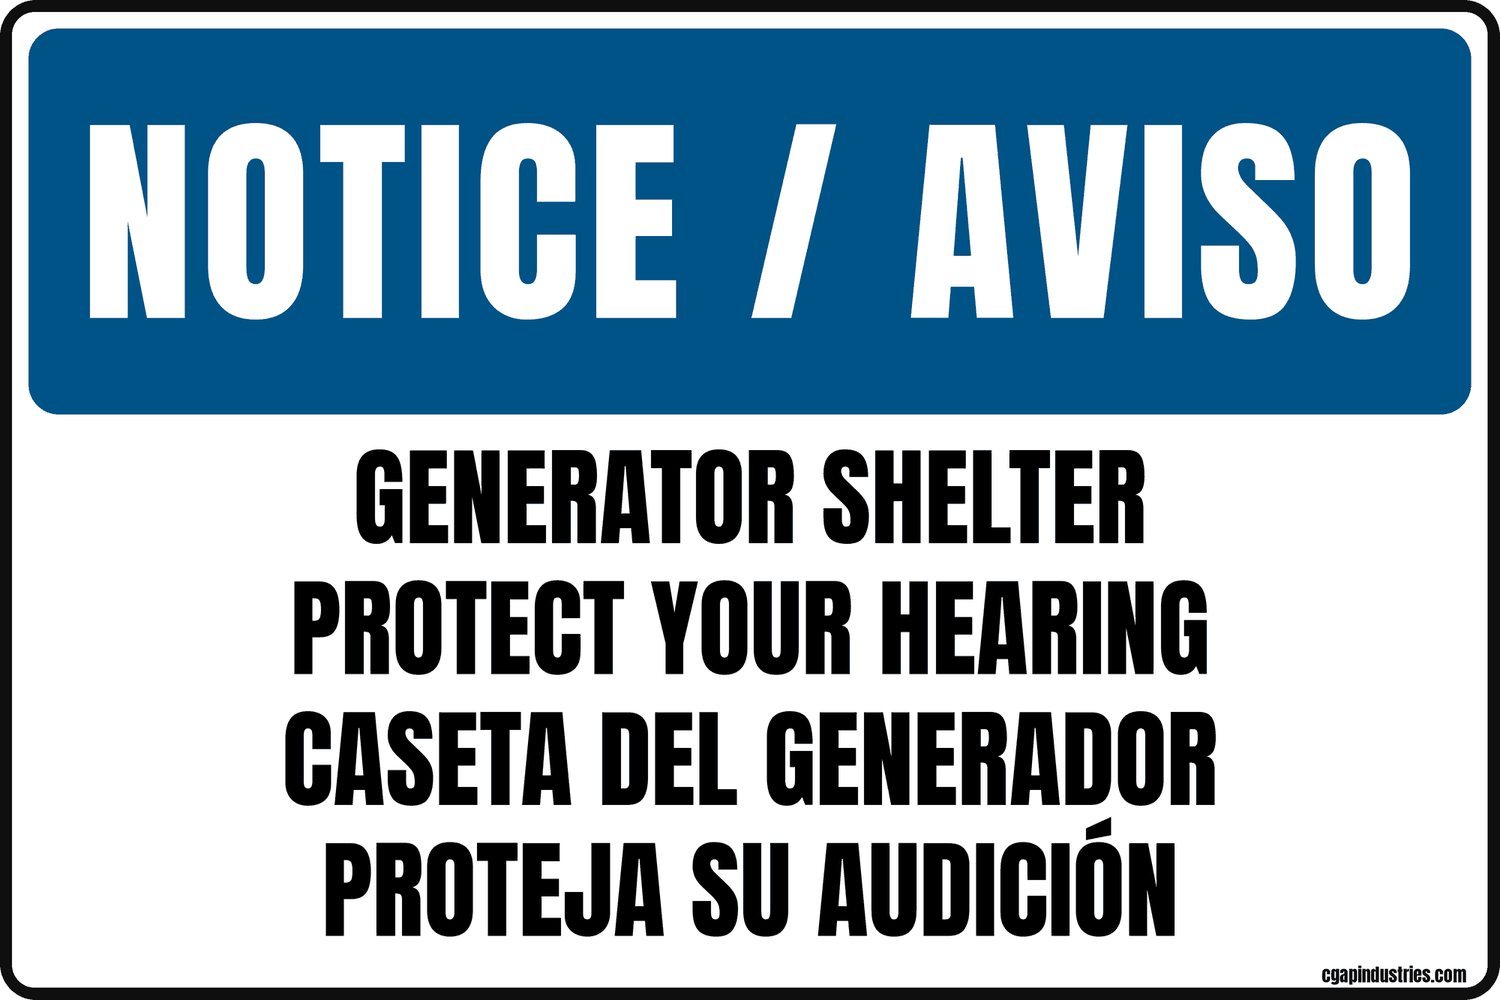 NOTICE / AVISO
GENERATOR SHELTER
PROTECT YOUR HEARING
CASETA DEL GENERADOR
PROTEJA SU AUDICIÓN
cgapindustries.com